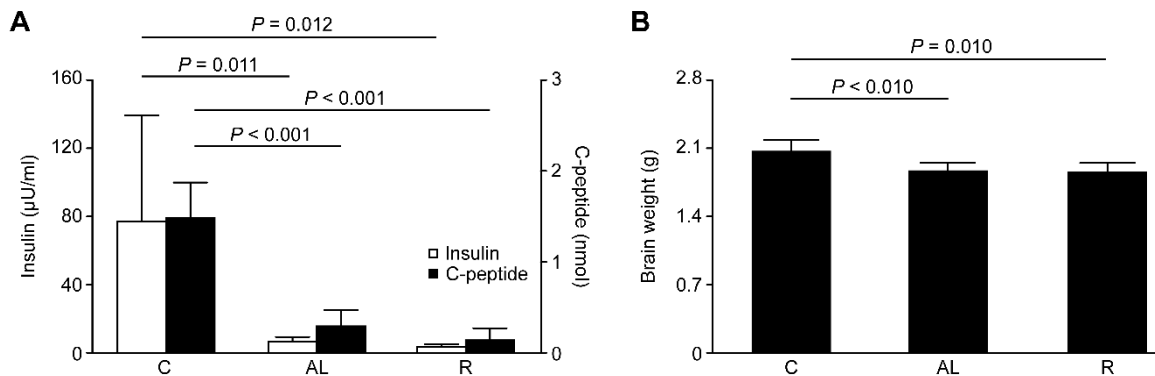 A
P = 0.012
P = 0.011
P < 0.001
P < 0.001
160
120
80
40
0
Insulin (µU/ml)
3
2
1
0
C-peptide (nmol)
Insulin
C-peptide
C
AL
R
B
P = 0.010
P < 0.010
2.8
2.1
1.4
0.7
0
Brain weight (g)
C
AL
R